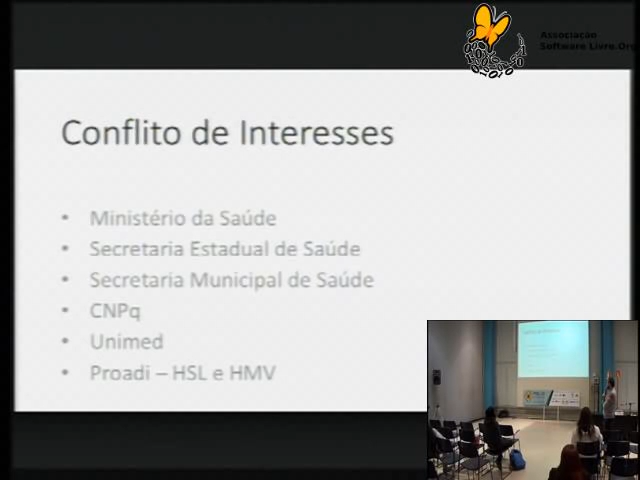 Associação
Software Livre.Org
Conflito de Interesses
• Ministério da Saúde
• Secretaria Estadual de Saúde
• Secretaria Municipal de Saúde
• CNPq
• Unimed
• Proadi – HSL e HMV